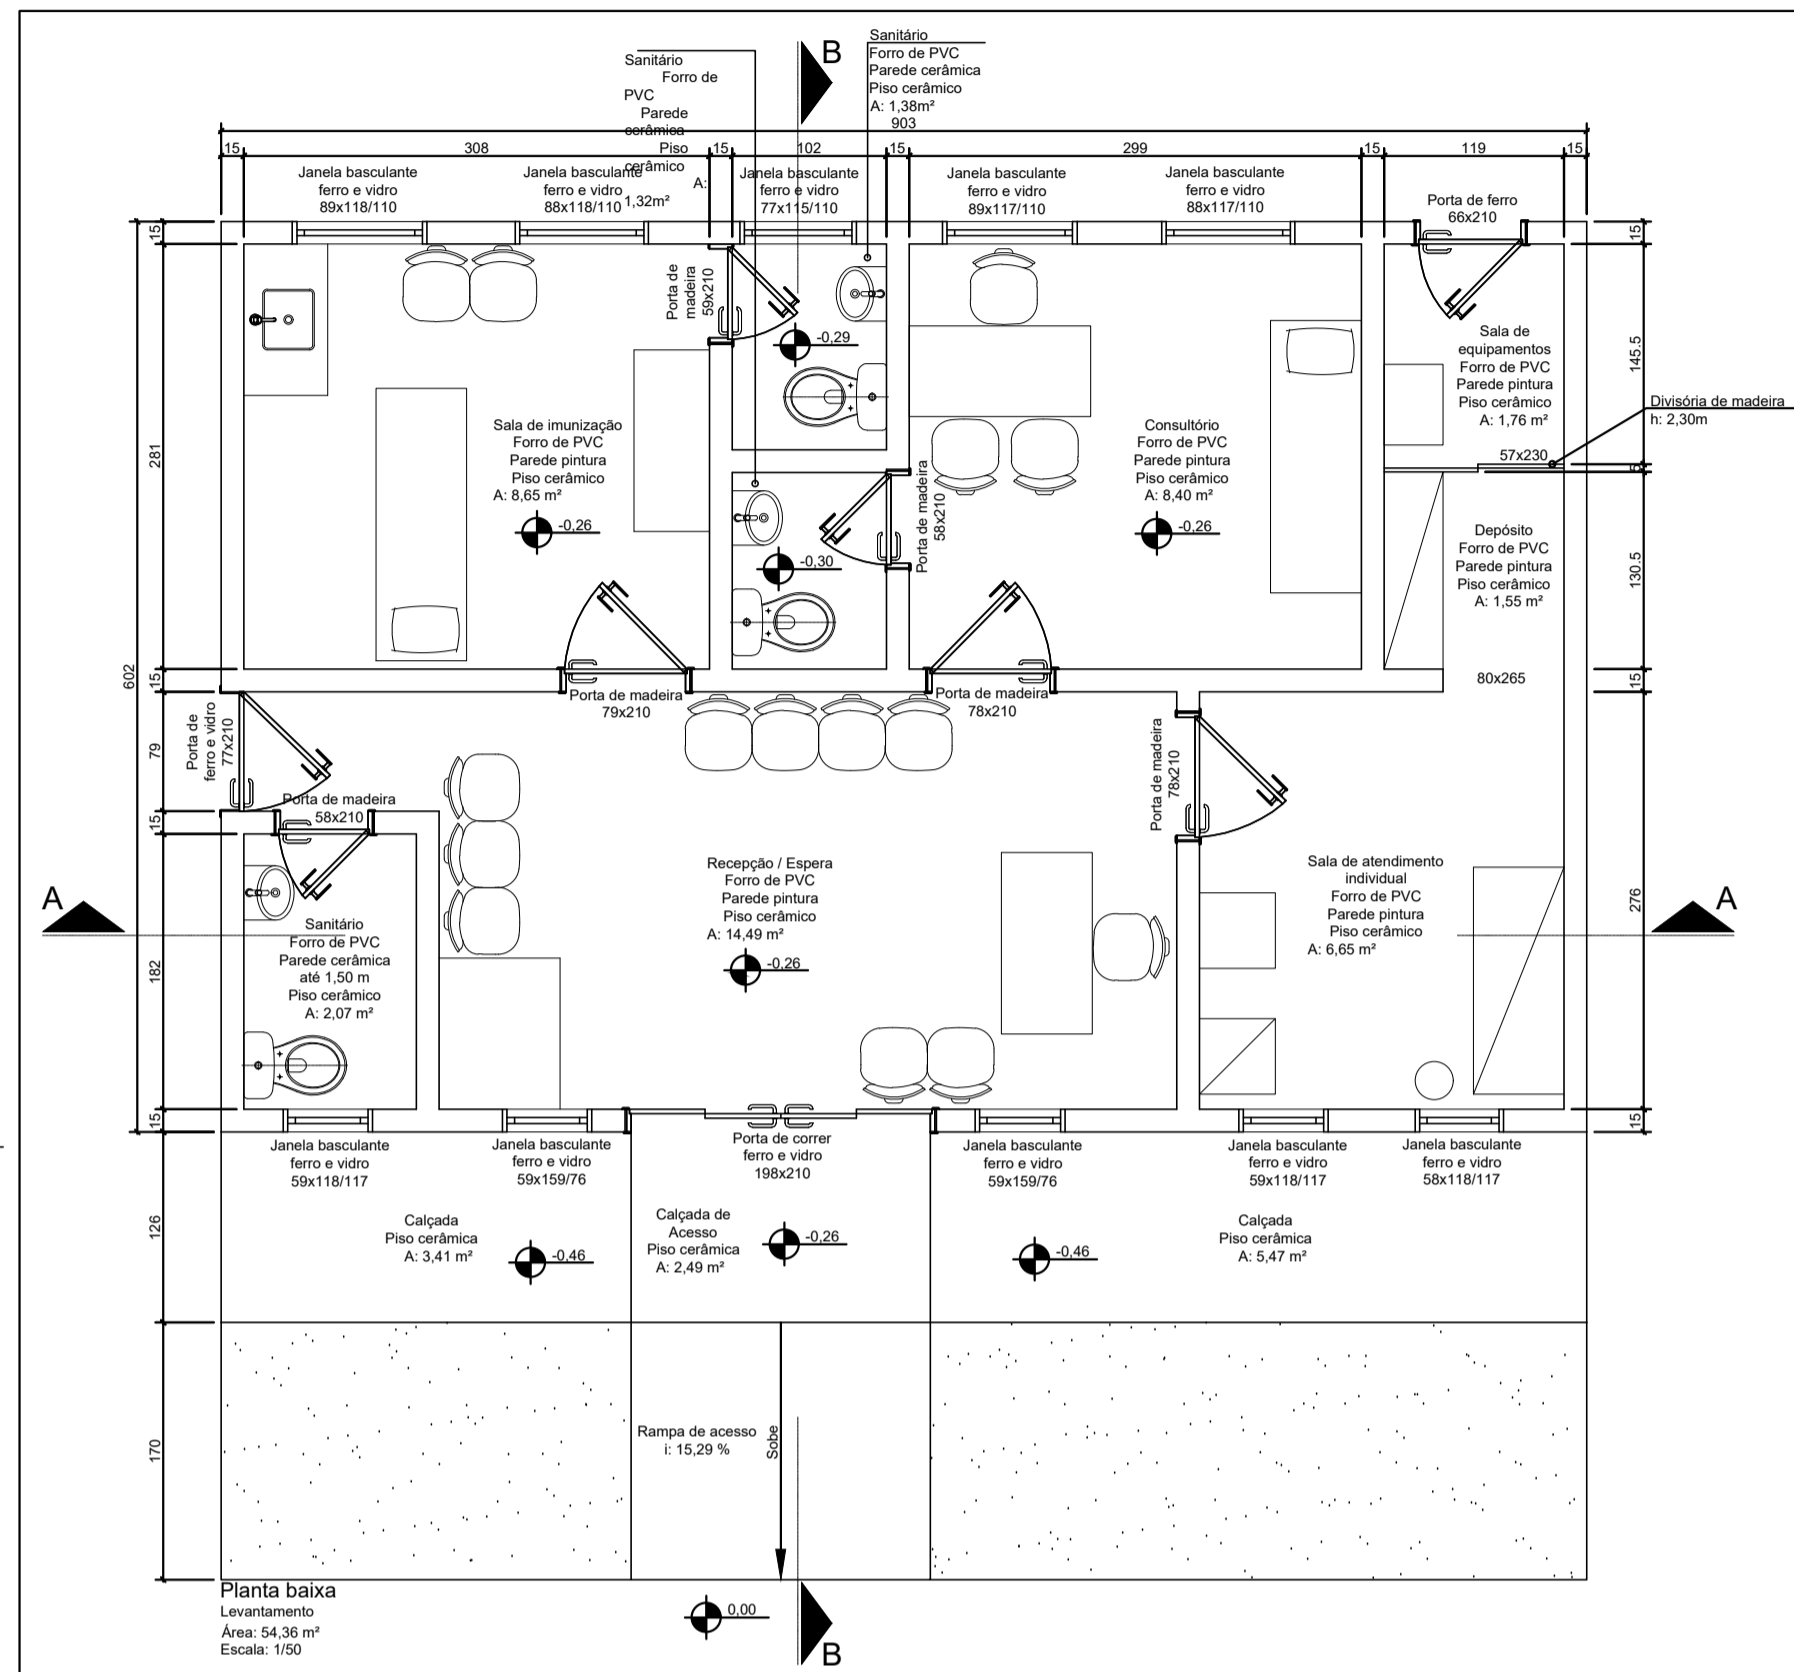 B
Sanitário
Forro de
PVC
Parede
cerâmica
Piso
cerâmico
A:
1,32m²
Sanitário
Forro de PVC
Parede cerâmica
Piso cerâmico
A: 1,38m²
903
15
308
15
102
15
299
15
119
15
Janela basculante
ferro e vidro
89x118/110
Janela basculante
ferro e vidro
88x118/110
Janela basculante
ferro e vidro
77x115/110
Janela basculante
ferro e vidro
89x117/110
Janela basculante
ferro e vidro
88x117/110
Porta de ferro
66x210
15
281
15
79
15
182
15
602
126
170
15
145.5
5
130.5
15
276
15
Porta de
madeira
59x210
-0,29
Sala de
equipamentos
Forro de PVC
Parede pintura
Piso cerâmico
A: 1,76 m²
Divisória de madeira
h: 2,30m
57x230
Sala de imunização
Forro de PVC
Parede pintura
Piso cerâmico
A: 8,65 m²
-0,26
Porta de madeira
58x210
-0,30
Consultório
Forro de PVC
Parede pintura
Piso cerâmico
A: 8,40 m²
-0,26
Depósito
Forro de PVC
Parede pintura
Piso cerâmico
A: 1,55 m²
80x265
Porta de madeira
79x210
Porta de madeira
78x210
Porta de
ferro e vidro
77x210
Porta de madeira
58x210
Porta de madeira
78x210
A
Sanitário
Forro de PVC
Parede cerâmica
até 1,50 m
Piso cerâmico
A: 2,07 m²
Recepção / Espera
Forro de PVC
Parede pintura
Piso cerâmico
A: 14,49 m²
-0,26
Sala de atendimento
individual
Forro de PVC
Parede pintura
Piso cerâmico
A: 6,65 m²
A
Janela basculante
ferro e vidro
59x118/117
Janela basculante
ferro e vidro
59x159/76
Porta de correr
ferro e vidro
198x210
Janela basculante
ferro e vidro
59x159/76
Janela basculante
ferro e vidro
59x118/117
Janela basculante
ferro e vidro
58x118/117
Calçada
Piso cerâmica
A: 3,41 m²
-0,46
Calçada de
Acesso
Piso cerâmica
A: 2,49 m²
-0,26
-0,46
Calçada
Piso cerâmica
A: 5,47 m²
Rampa de acesso
i: 15,29 %
Sobe
Planta baixa
Levantamento
Área: 54,36 m²
Escala: 1/50
0,00
B